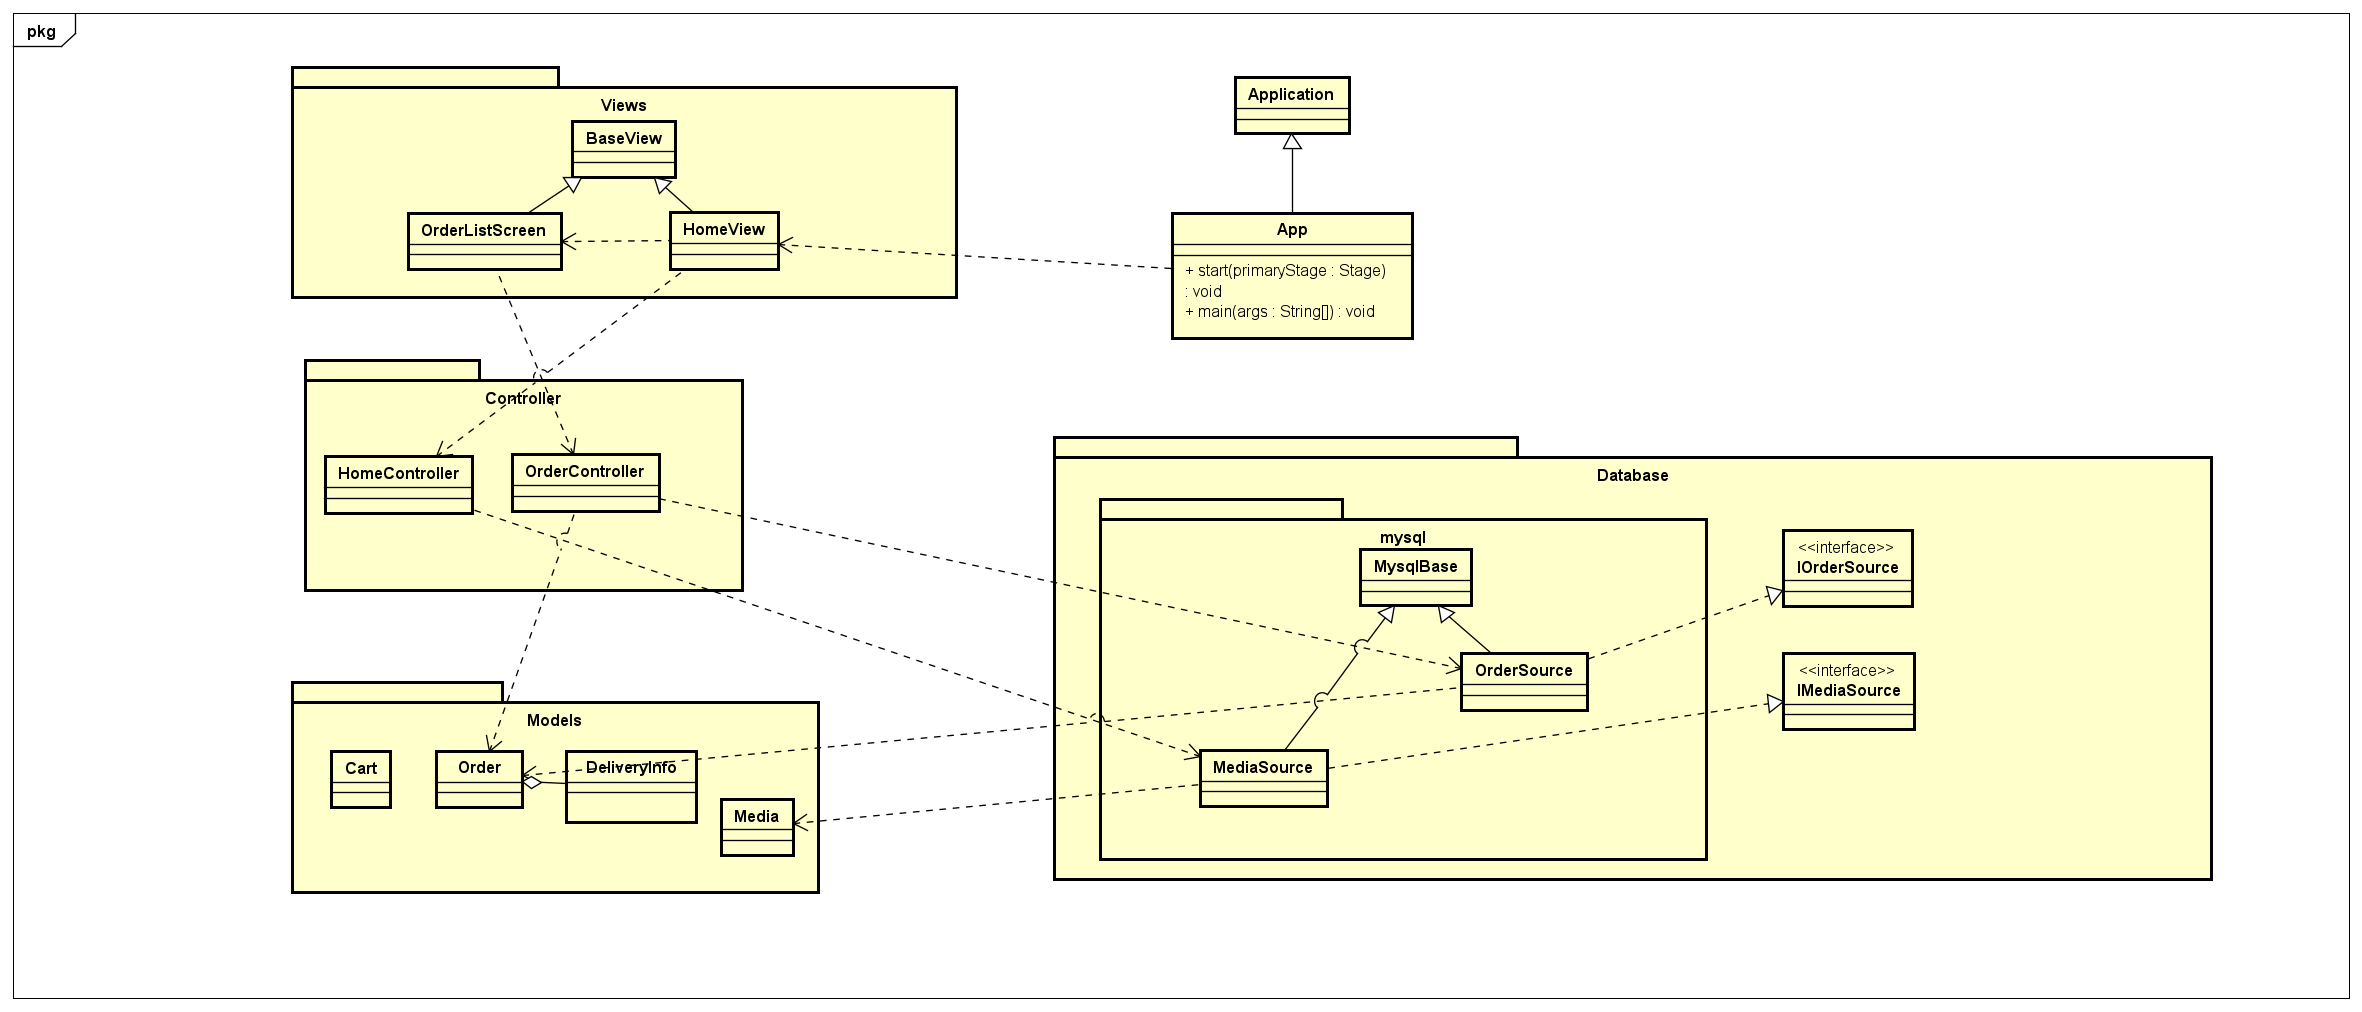 pkg
Views
BaseView
OrderListScreen
HomeView
Application
App
+ start(primaryStage : Stage)
: void
+ main(args : String[]) : void
Controller
HomeController
OrderController
Database
mysql
MysqlBase
OrderSource
MediaSource
<<interface>>
IOrderSource
<<interface>>
IMediaSource
Models
Cart
Order
DeliveryInfo
Media